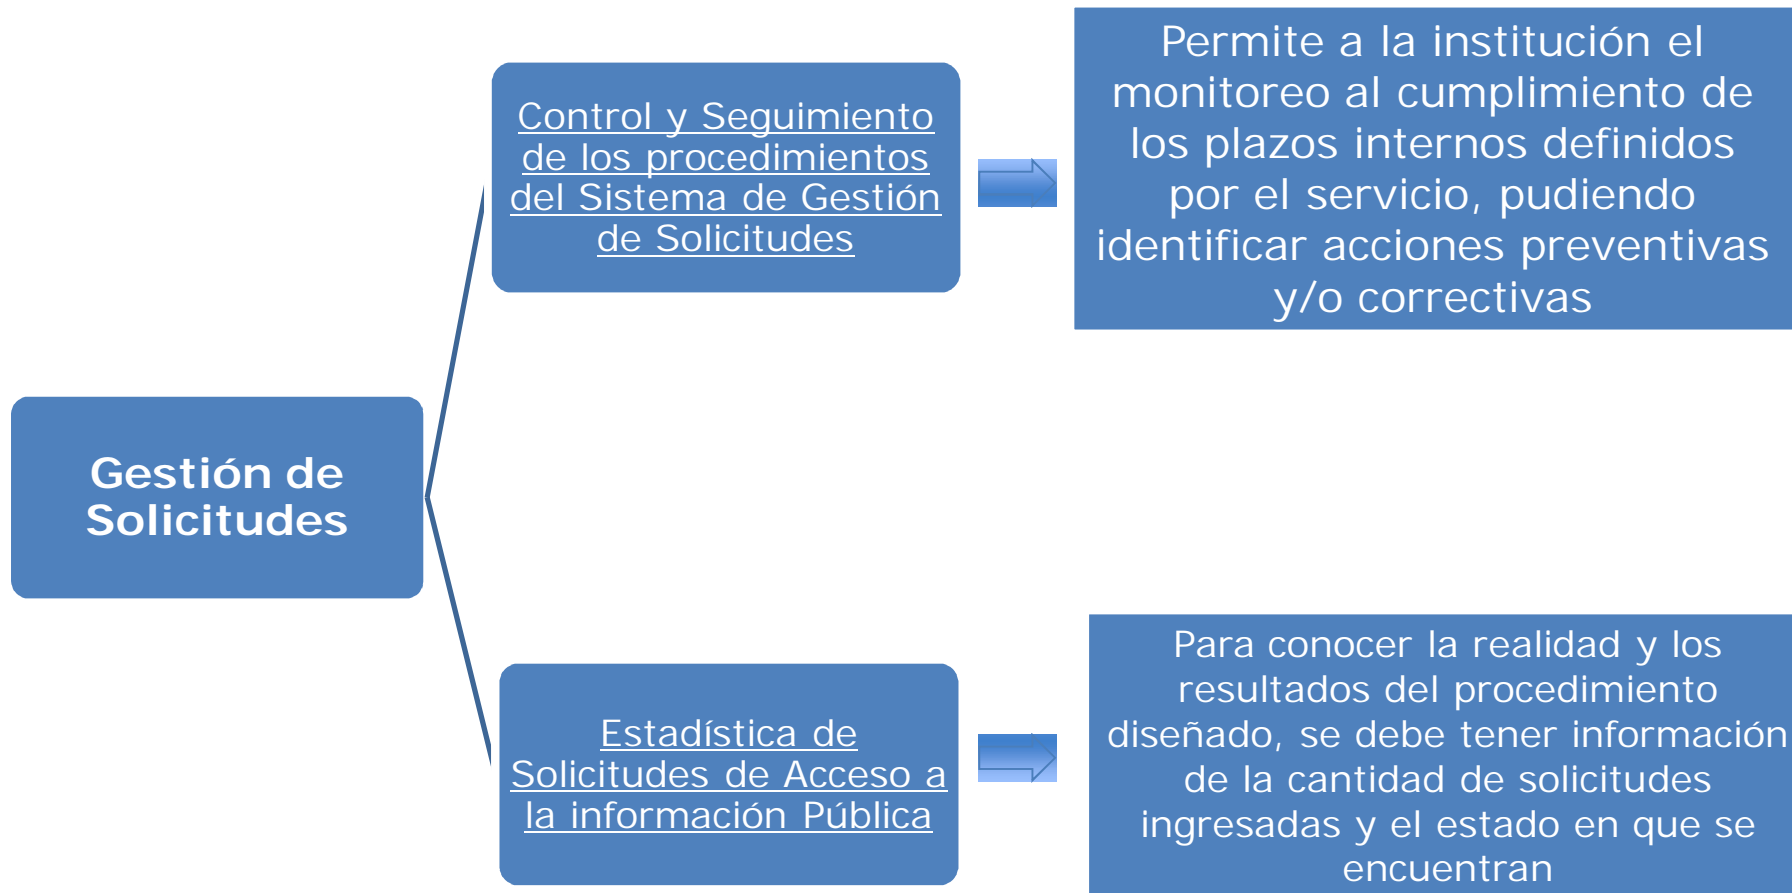 Gestión de
Solicitudes
Control y Seguimiento
de los procedimientos
del Sistema de Gestión
de Solicitudes
Permite a la institución el
monitoreo al cumplimiento de
los plazos internos definidos
por el servicio, pudiendo
identificar acciones preventivas
y/o correctivas
Estadística de
Solicitudes de Acceso a
la información Pública
Para conocer la realidad y los
resultados del procedimiento
diseñado, se debe tener información
de la cantidad de solicitudes
ingresadas y el estado en que se
encuentran